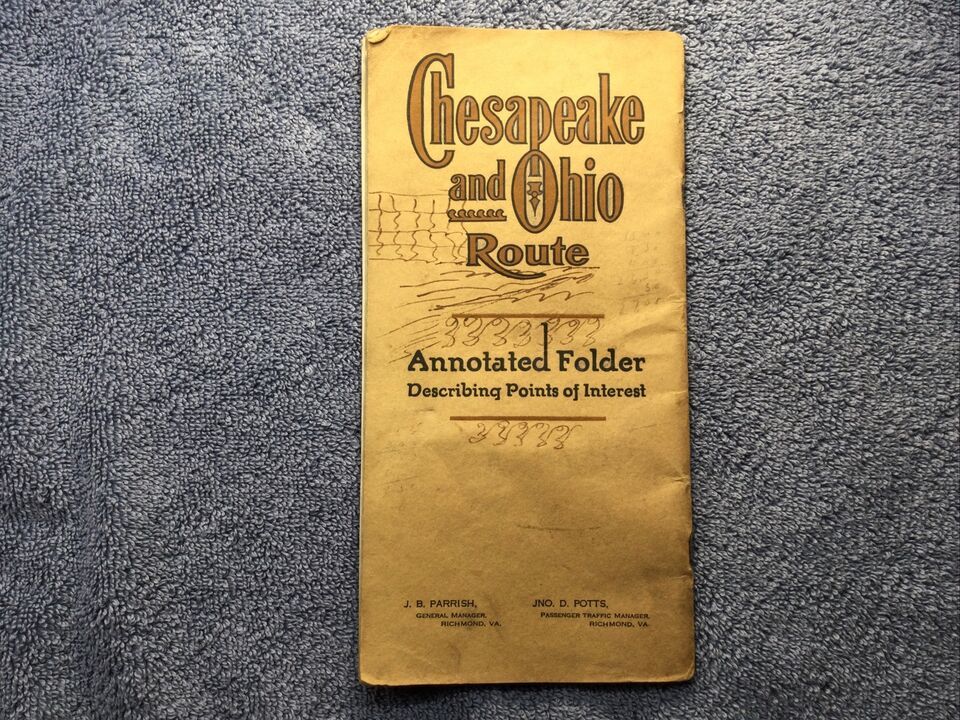 Chesapeake
and Ohio
Route
Annotated Folder
Describing Points of Interest
J. B. PARRISH,
GENERAL MANAGER,
RICHMOND, VA.
JNO. D. POTTS,
PASSENGER TRAFFIC MANAGER,
RICHMOND, VA.